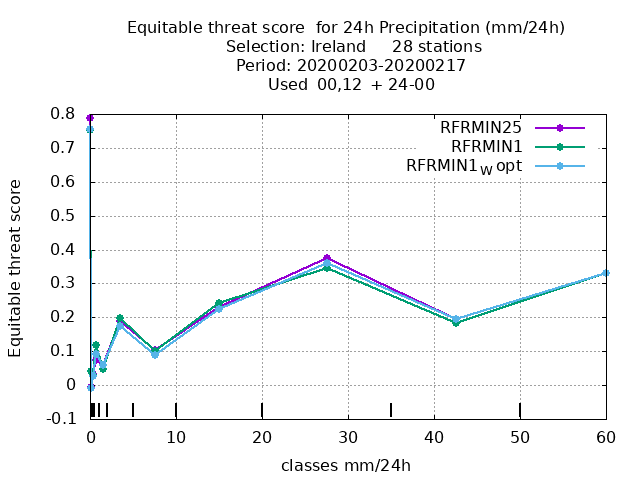 Equitable threat score  for 24h Precipitation (mm/24h)
Selection: Ireland     28 stations
Period: 20200203-20200217
Used  00,12  + 24-00
0.8
0.7
0.6
0.5
0.4
0.3
0.2
0.1
0
-0.1
Equitable threat score
RFRMIN25
RFRMIN1
RFRMIN1W opt
0 10 20 30 40 50 60
classes mm/24h